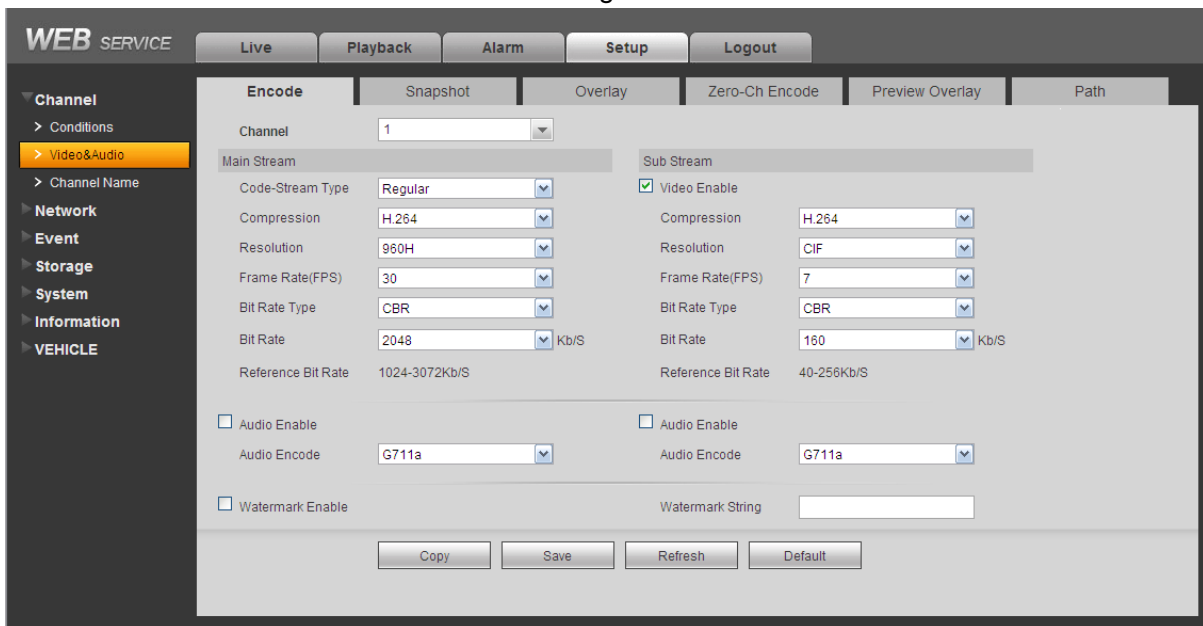 WEB SERVICE
Live Playback Alarm Setup Logout
Channel
> Conditions
> Video&Audio
> Channel Name
Network
Event
Storage
System
Information
VEHICLE
Encode Snapshot Overlay Zero-Ch Encode Preview Overlay Path
Channel 1
Main Stream Sub Stream
Code-Stream Type Regular Video Enable
Compression H.264 Compression H.264
Resolution 960H Resolution CIF
Frame Rate(FPS) 30 Frame Rate(FPS) 7
Bit Rate Type CBR Bit Rate Type CBR
Bit Rate 2048 Kb/S Bit Rate 160 Kb/S
Reference Bit Rate 1024-3072Kb/S Reference Bit Rate 40-256Kb/S
Audio Enable Audio Enable
Audio Encode G711a Audio Encode G711a
Watermark Enable Watermark String
Copy Save Refresh Default